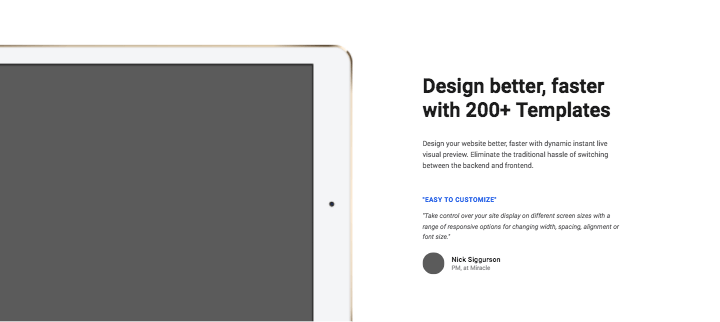 Design better, faster
with 200+ Templates
Design your website better, faster with dynamic instant live
visual preview. Eliminate the traditional hassle of switching
between the backend and frontend.
"EASY TO CUSTOMIZE"
"Take control over your site display on different screen sizes with a
range of responsive options for changing width, spacing, alignment or
font size."
Nick Siggurson
PM, at Miracle